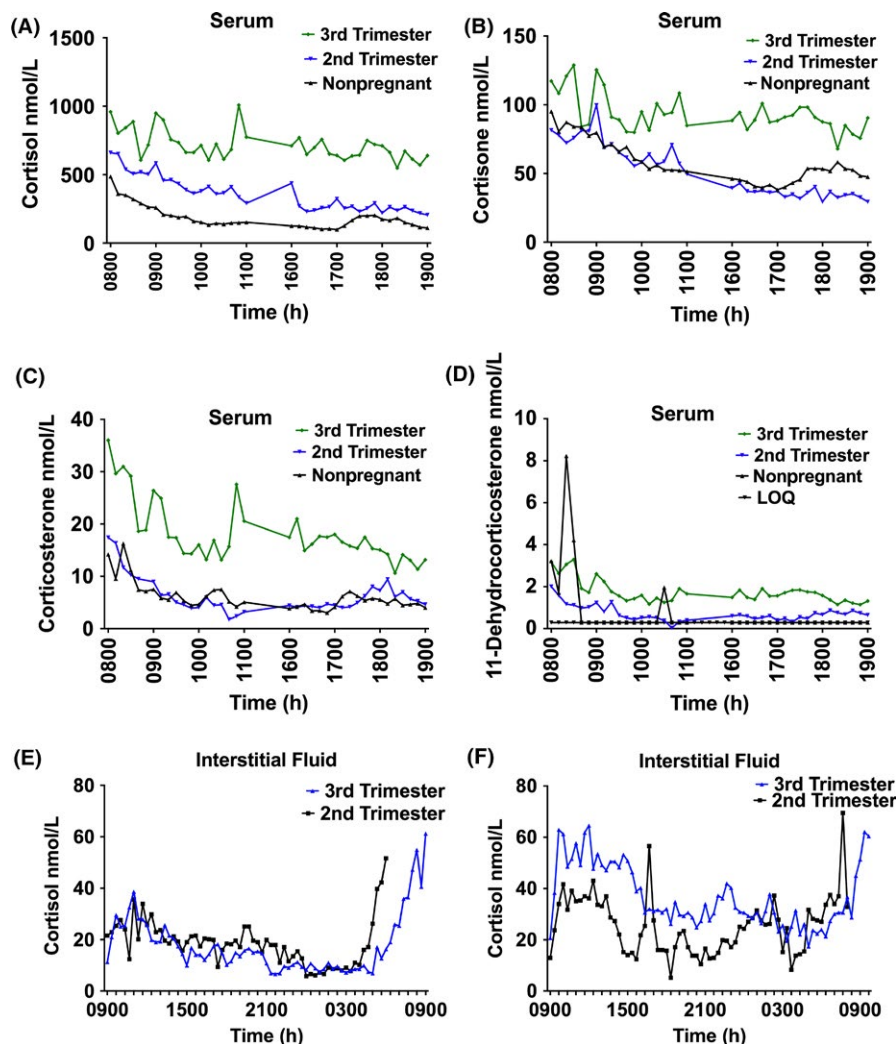 (A)
Serum
3rd Trimester
2nd Trimester
Nonpregnant
Cortisol nmol/L
1500
1000
500
0
0800
0900
1000
1100
1600
1700
1800
1900
Time (h)
(B)
Serum
3rd Trimester
2nd Trimester
Nonpregnant
Cortisone nmol/L
150
100
50
0
0800
0900
1000
1100
1600
1700
1800
1900
Time (h)
(C)
Serum
3rd Trimester
2nd Trimester
Nonpregnant
Corticosterone nmol/L
40
30
20
10
0
0800
0900
1000
1100
1600
1700
1800
1900
Time (h)
(D)
Serum
3rd Trimester
2nd Trimester
Nonpregnant
LOQ
11-Dehydrocorticosterone nmol/L
10
8
6
4
2
0
0800
0900
1000
1100
1600
1700
1800
1900
Time (h)
(E)
Interstitial Fluid
3rd Trimester
2nd Trimester
Cortisol nmol/L
80
60
40
20
0
0900
1500
2100
0300
0900
Time (h)
(F)
Interstitial Fluid
3rd Trimester
2nd Trimester
Cortisol nmol/L
80
60
40
20
0
0900
1500
2100
0300
0900
Time (h)